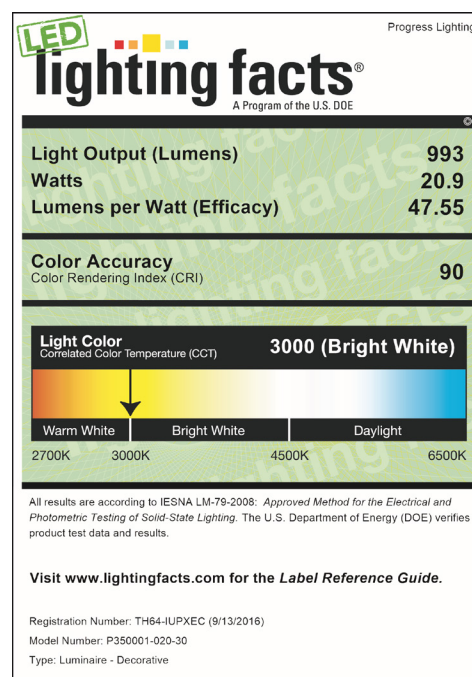 Progress Lighting
LED
lighting facts®
A Program of the U.S. DOE
Light Output (Lumens) 993
Watts 20.9
Lumens per Watt (Efficacy) 47.55
Color Accuracy
Color Rendering Index (CRI) 90
Light Color
Correlated Color Temperature (CCT) 3000 (Bright White)
Warm White Bright White Daylight
2700K 3000K 4500K 6500K
All results are according to IESNA LM-79-2008: Approved Method for the Electrical and
Photometric Testing of Solid-State Lighting. The U.S. Department of Energy (DOE) verifies
product test data and results.
Visit www.lightingfacts.com for the Label Reference Guide.
Registration Number: TH64-IUPXEC (9/13/2016)
Model Number: P350001-020-30
Type: Luminaire - Decorative